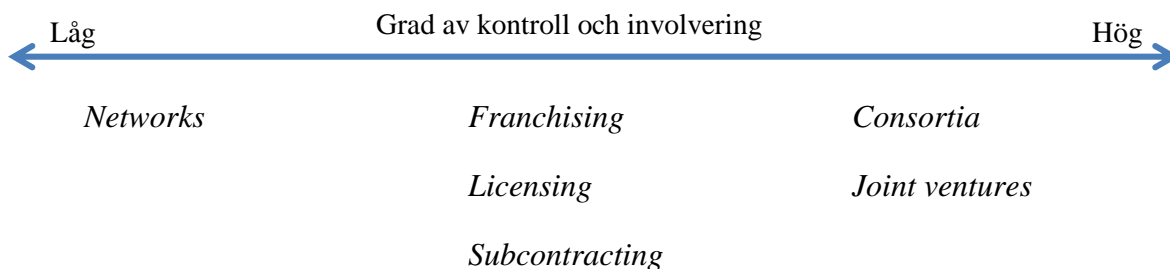 Låg Grad av kontroll och involvering Hög
Networks Franchising Consortia
Licensing Joint ventures
Subcontracting